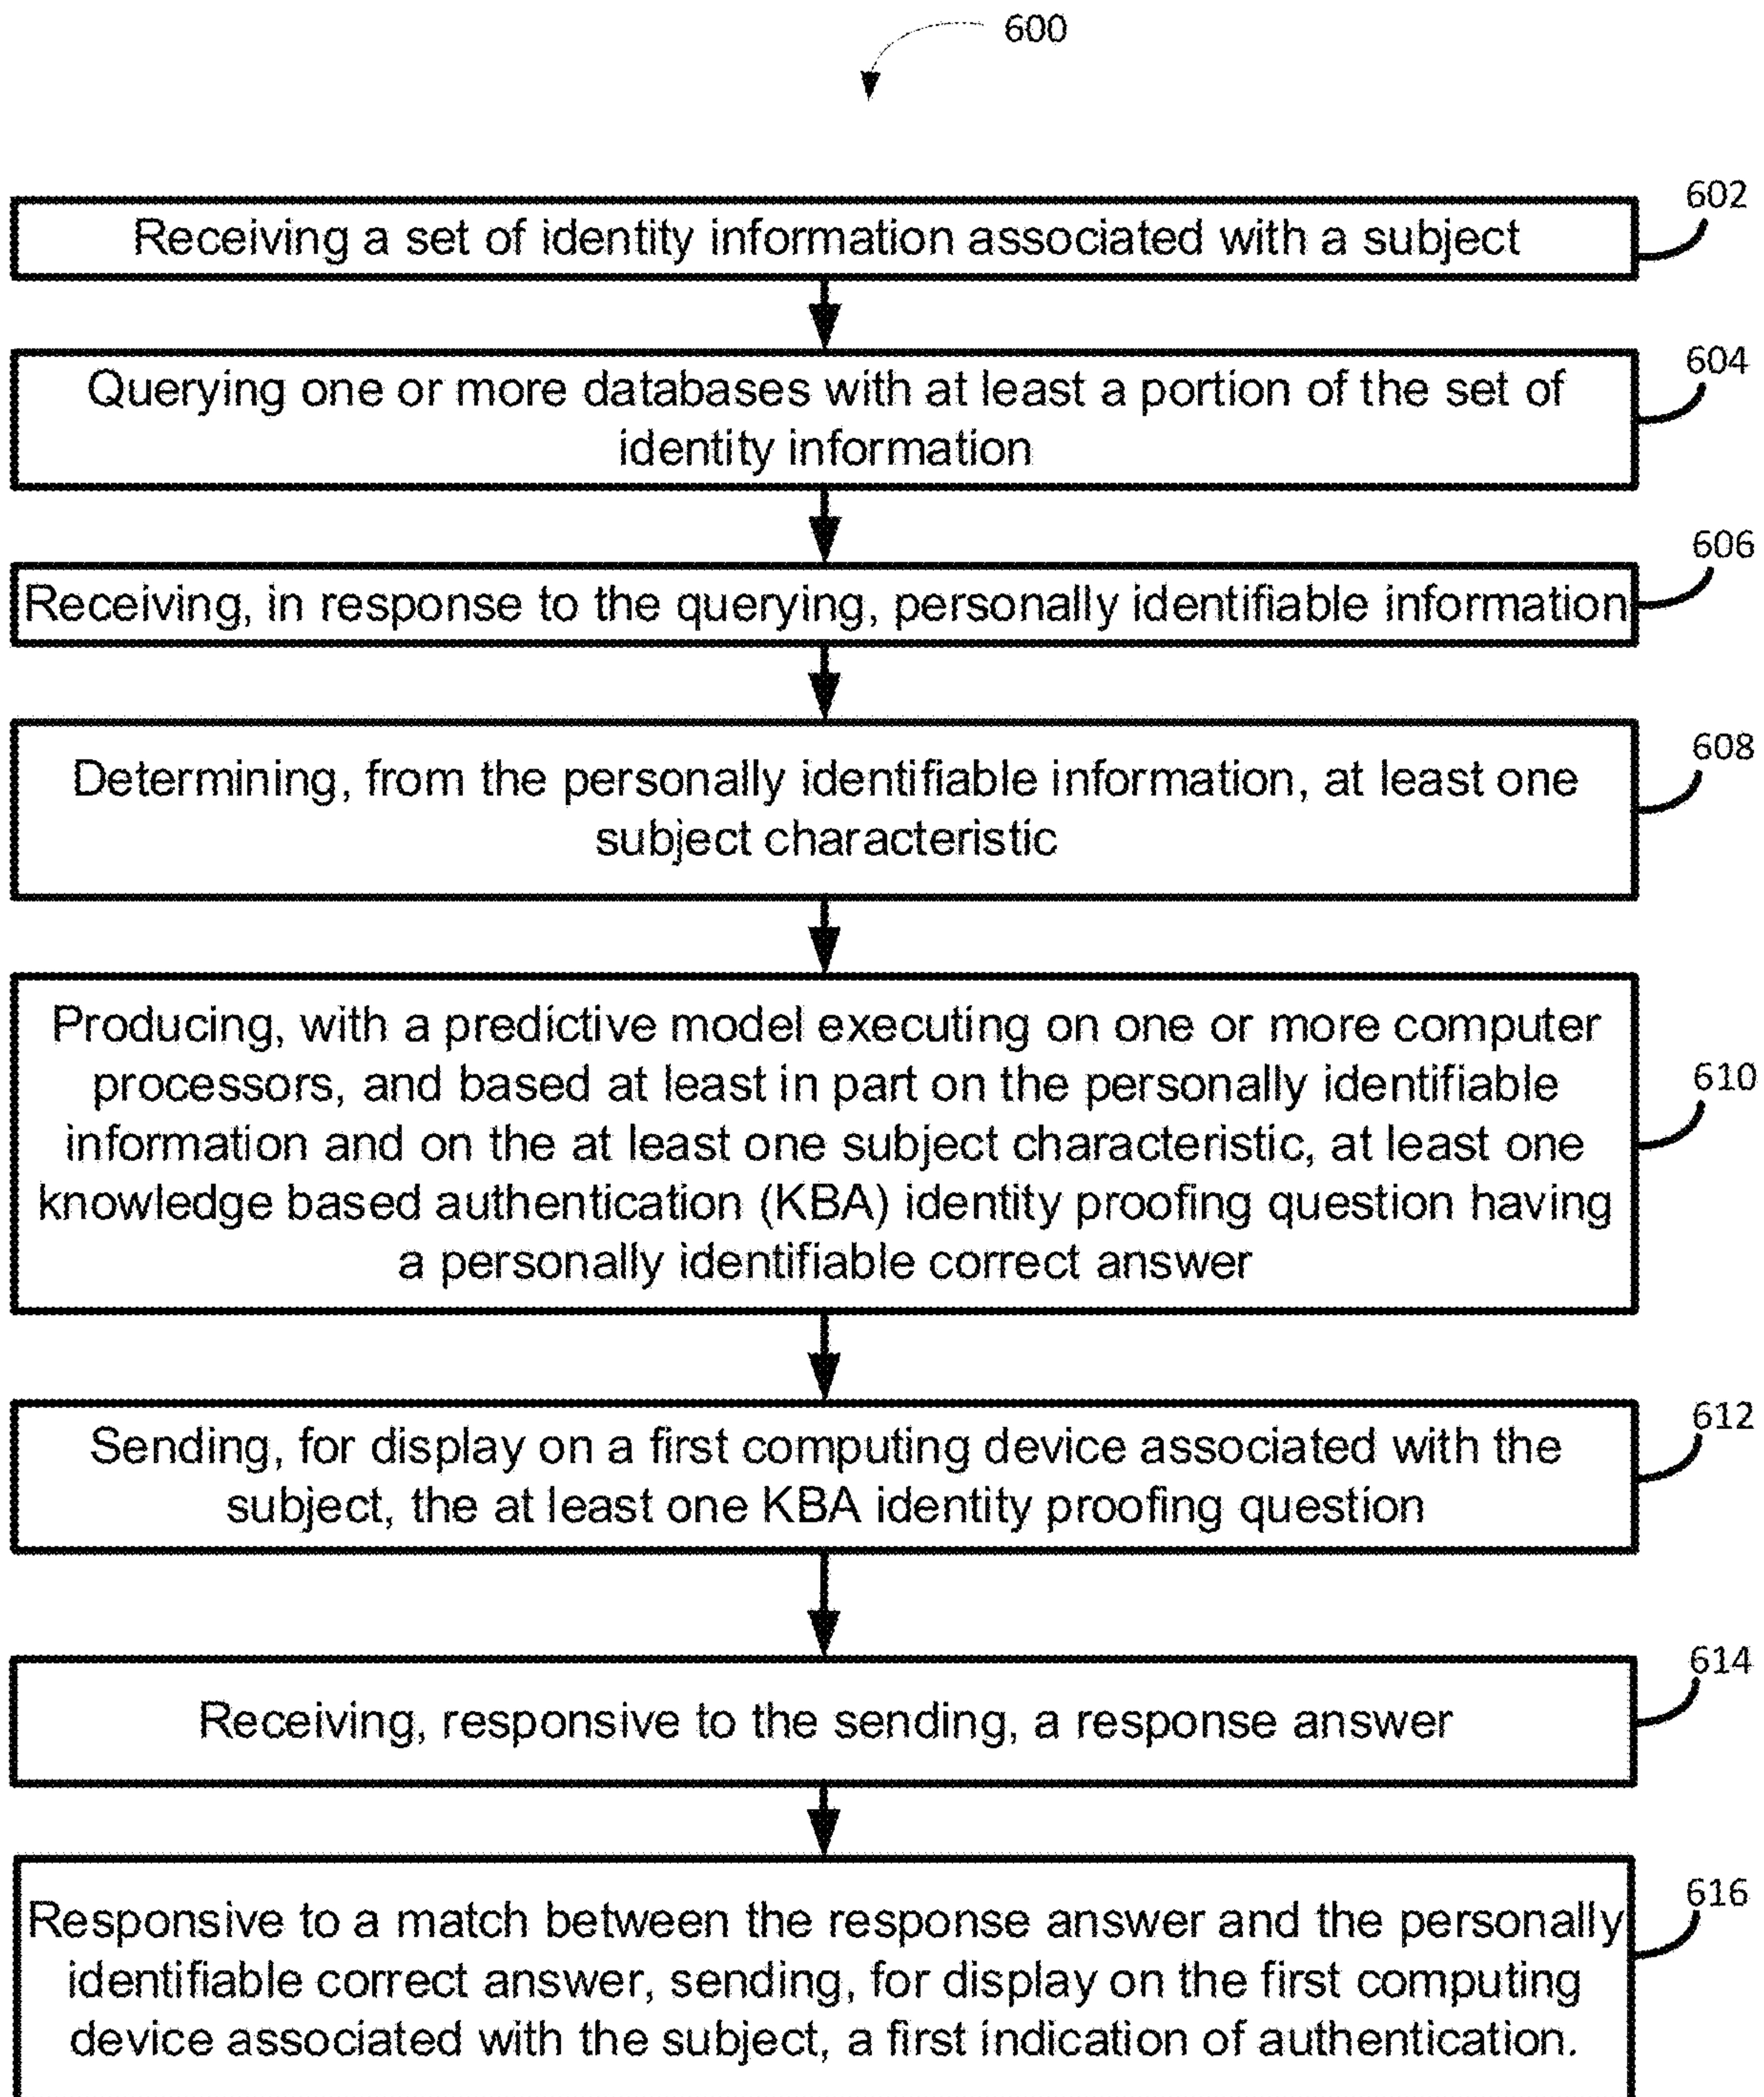 600
602
Receiving a set of identity information associated with a subject
604
Querying one or more databases with at least a portion of the set of
identity information
606
Receiving, in response to the querying, personally identifiable information
608
Determining, from the personally identifiable information, at least one
subject characteristic
Producing, with a predictive model executing on one or more computer
processors, and based at least in part on the personally identifiable
610
information and on the at least one subject characteristic, at least one
knowledge based authentication (KBA) identity proofing question having
a personally identifiable correct answer
612
Sending, for display on a first computing device associated with the
subject, the at least one KBA identity proofing question
614
Receiving, responsive to the sending, a response answer
616
Responsive to a match between the response answer and the personally
identifiable correct answer, sending, for display on the first computing
device associated with the subject, a first indication of authentication.